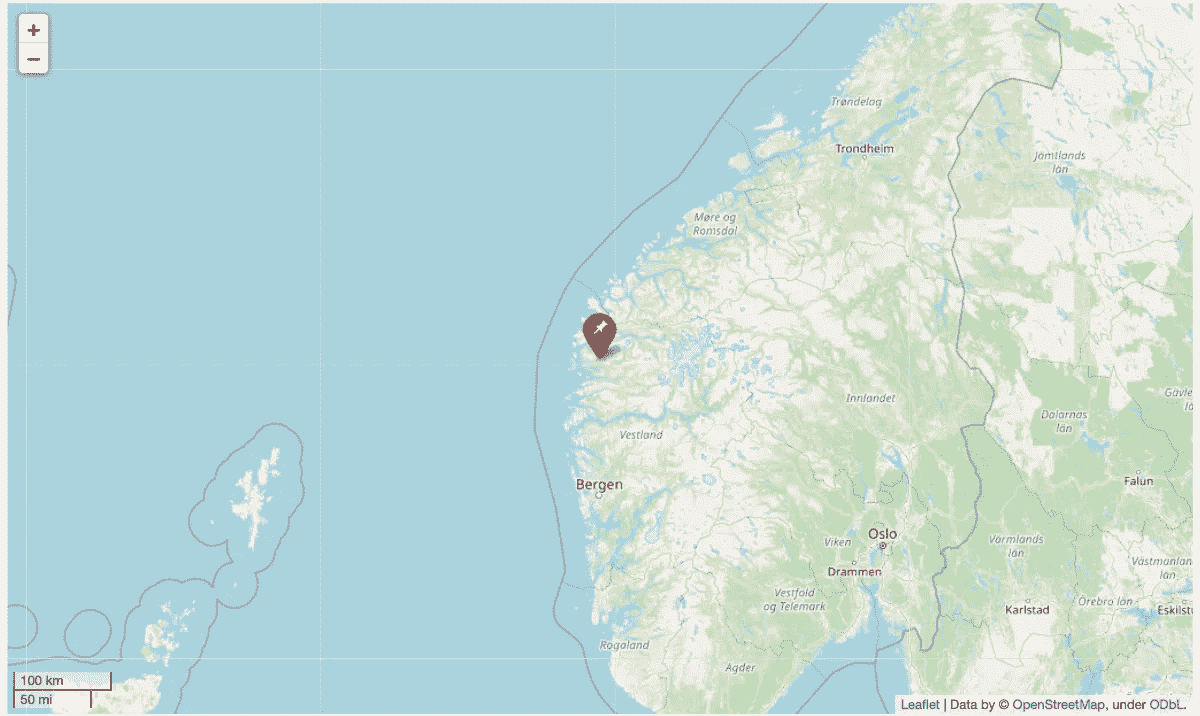 +
−
Trøndelag
Trondheim
Jämtlands
län
Møre og
Romsdal
Innlandet
Gävle
Dalarnas
län
Vestland
Falun
Bergen
Oslo
Viken
Värmlands
län
Västmanlan
län
Drammen
Vestfold
og Telemark
Örebro län
Karlstad
Eskilstu
Rogaland
Agder
100 km
50 mi
Leaflet | Data by © OpenStreetMap, under ODbL.